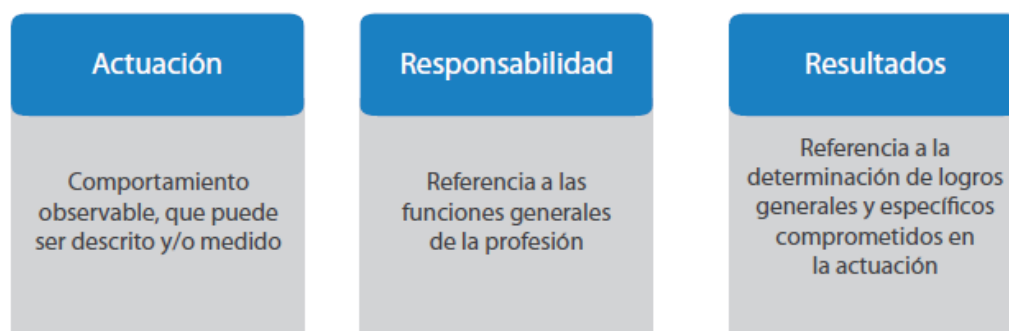 Actuación
Comportamiento
observable, que puede
ser descrito y/o medido
Responsabilidad
Referencia a las
funciones generales
de la profesión
Resultados
Referencia a la
determinación de logros
generales y específicos
comprometidos en
la actuación